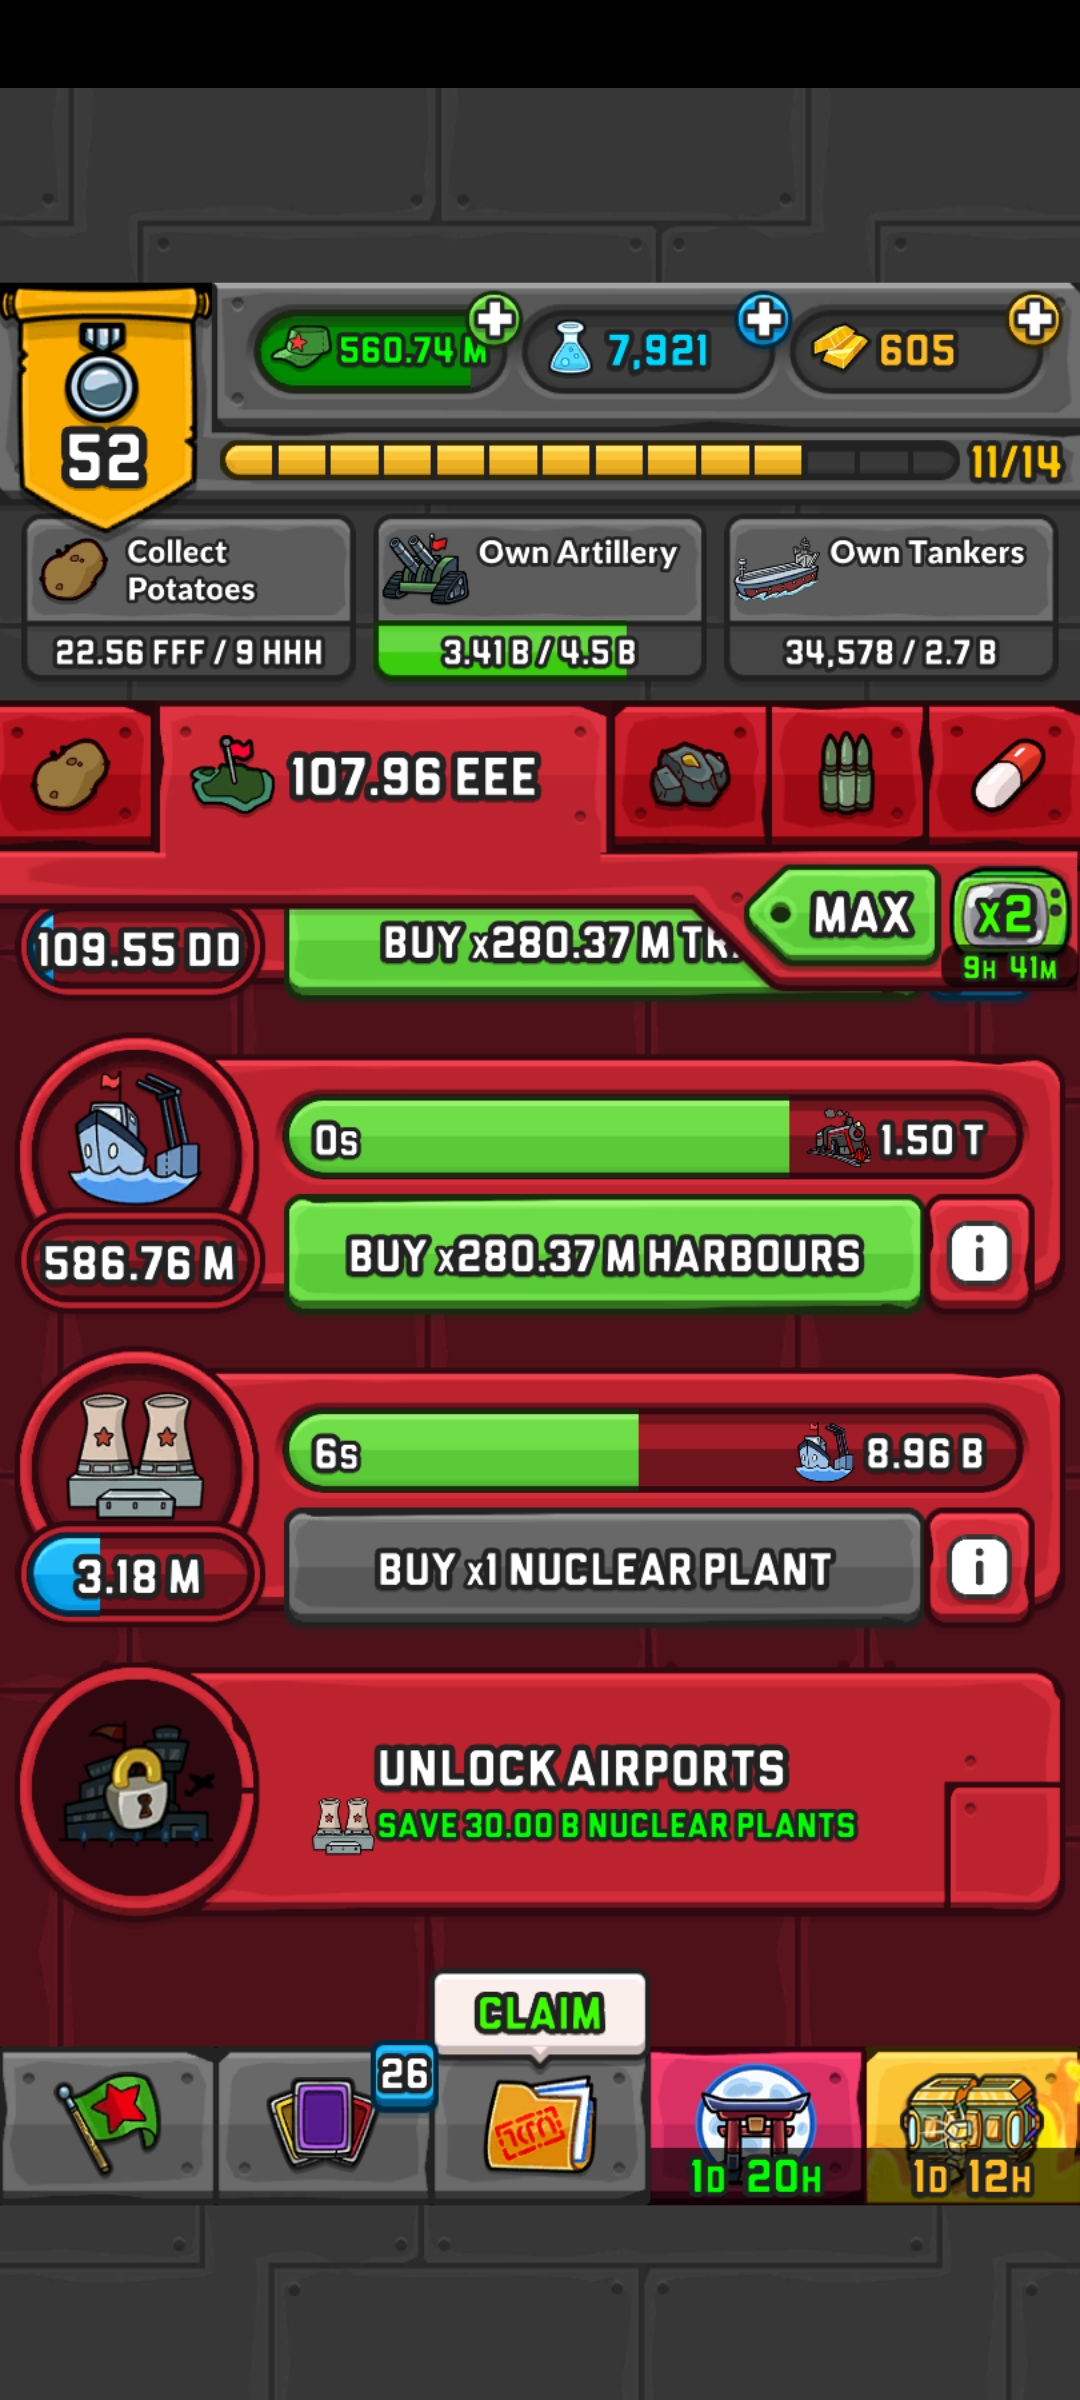 560.74 M
7,921
605
52
11/14
Collect
Potatoes
Own Artillery
Own Tankers
22.56 FFF / 9 HHH
3.41 B / 4.5 B
34,578 / 2.7 B
107.96 EEE
MAX
x2
9H 41M
109.55 DD
BUY x280.37 M TR
0s
1.50 T
586.76 M
BUY x280.37 M HARBOURS
i
6s
8.96 B
3.18 M
BUY x1 NUCLEAR PLANT
i
UNLOCK AIRPORTS
SAVE 30.00 B NUCLEAR PLANTS
CLAIM
26
1D 20H
1D 12H